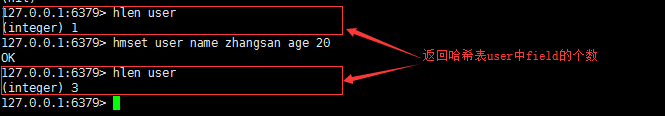 127.0.0.1:6379> hlen user
(integer) 1
127.0.0.1:6379> hmset user name zhangsan age 20
OK
127.0.0.1:6379> hlen user
(integer) 3
127.0.0.1:6379>
返回哈希表user中field的个数